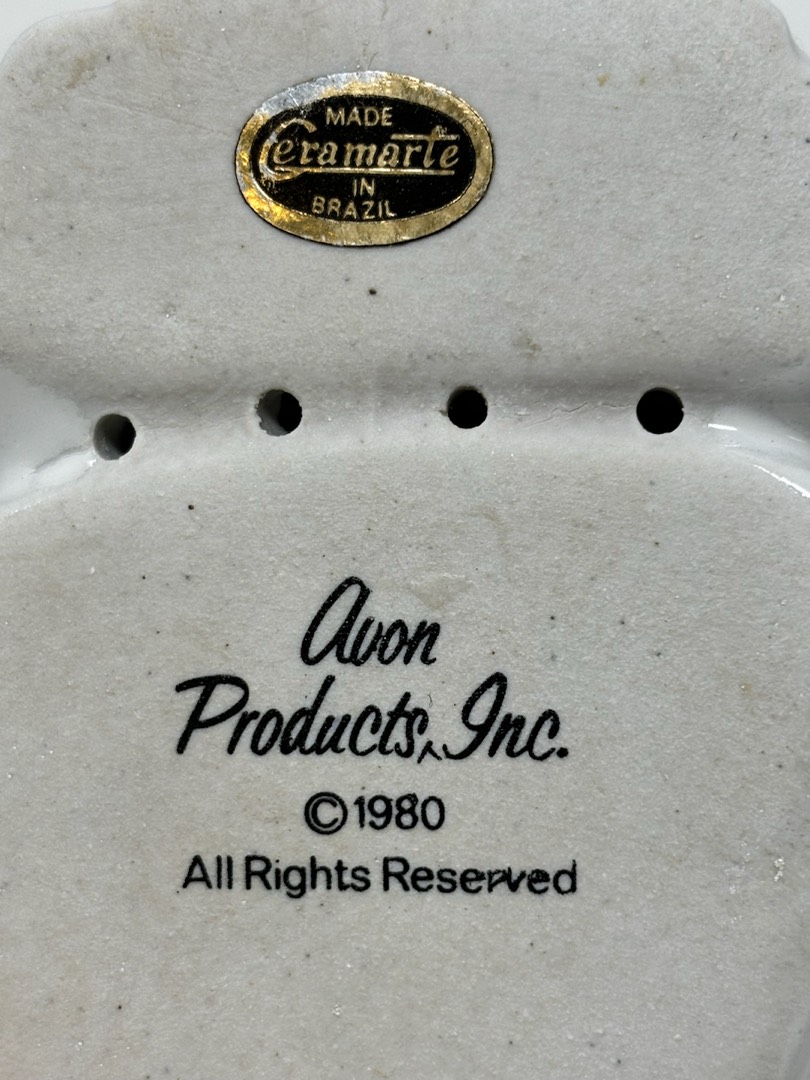 MADE
Ceramarte
IN
BRAZIL
Avon
Products, Inc.
©1980
All Rights Reserved